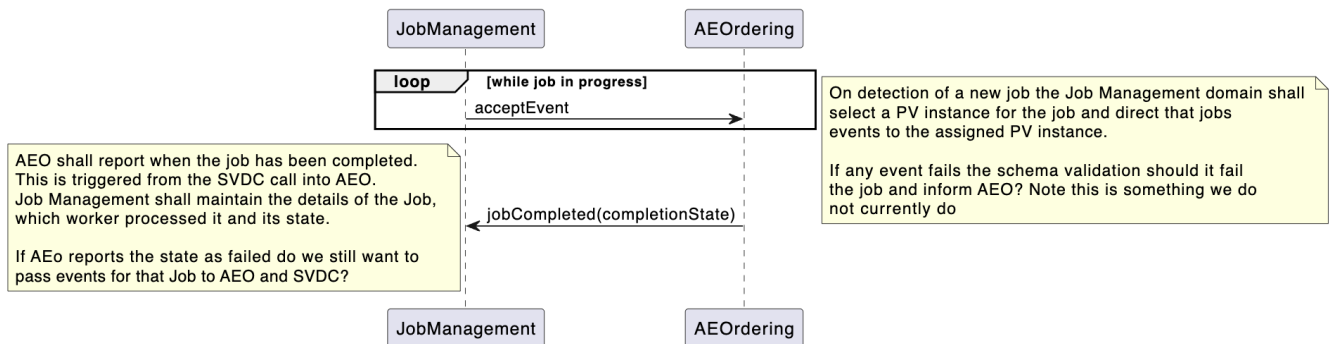 JobManagement
AEOrdering
loop
[while job in progress]
acceptEvent
On detection of a new job the Job Management domain shall
select a PV instance for the job and direct that jobs
events to the assigned PV instance.
If any event fails the schema validation should it fail
the job and inform AEO? Note this is something we do
not currently do
AEO shall report when the job has been completed.
This is triggered from the SVDC call into AEO.
Job Management shall maintain the details of the Job,
which worker processed it and its state.
If AEo reports the state as failed do we still want to
pass events for that Job to AEO and SVDC?
jobCompleted(completionState)
JobManagement
AEOrdering